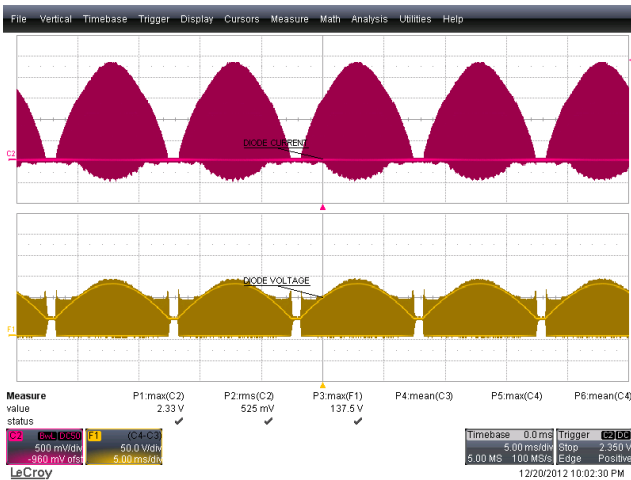 File Vertical Timebase Trigger Display Cursors Measure Math Analysis Utilities Help
C2
DIODE CURRENT
DIODE VOLTAGE
F1
Measure P1:max(C2) P2:rms(C2) P3:max(F1) P4:mean(C3) P5:max(C4) P6:mean(C4)
value 2.33 V 525 mV 137.5 V
status
C2 BwL DC50 F1 (C4-C3) Timebase 0.0 ms Trigger C2 DC
500 mV/div 50.0 V/div 5.00 ms/div Stop 2.350 V
-960 mV ofst 5.00 ms/div 5.00 MS 100 MS/s Edge Positive
LeCroy 12/20/2012 10:02:30 PM